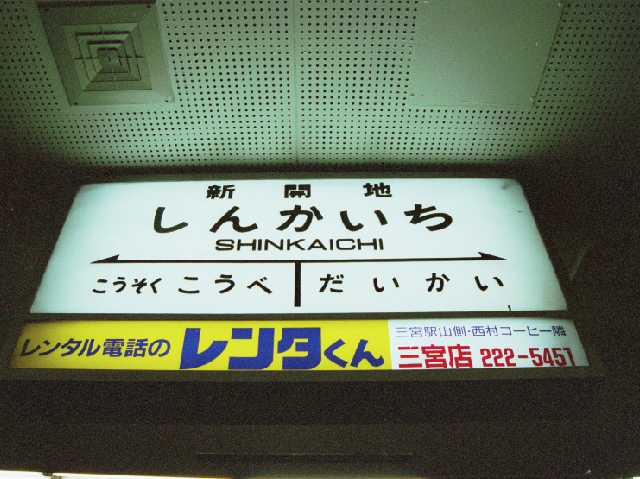 新開地
しんかいち
SHINKAICHI
こうそく こうべ だいかい
レンタル電話の レンタくん
三宮駅山側・西村コーヒー隣
三宮店 222-5451